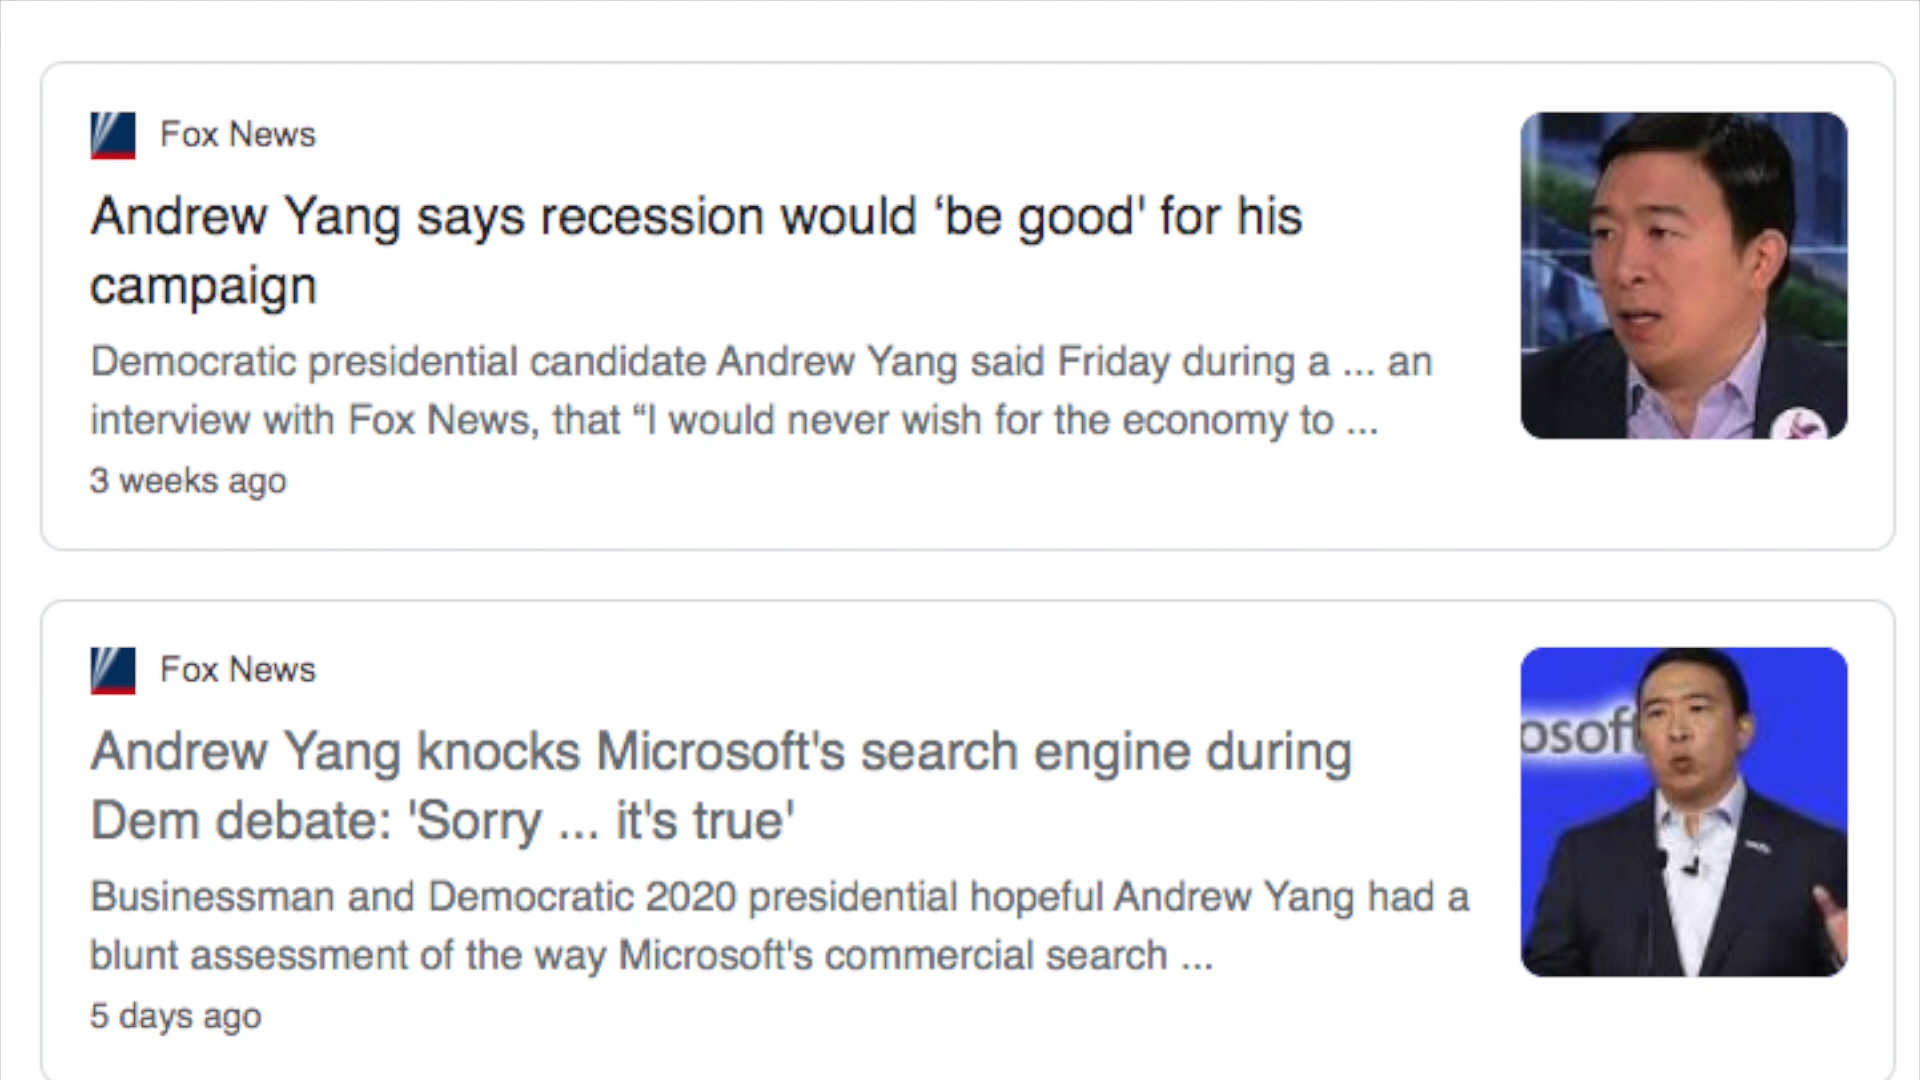 Fox News
Andrew Yang says recession would ‘be good' for his
campaign
Democratic presidential candidate Andrew Yang said Friday during a ... an
interview with Fox News, that “I would never wish for the economy to ...
3 weeks ago
Fox News
Andrew Yang knocks Microsoft's search engine during
Dem debate: 'Sorry ... it's true'
osoft
Businessman and Democratic 2020 presidential hopeful Andrew Yang had a
blunt assessment of the way Microsoft's commercial search ...
5 days ago